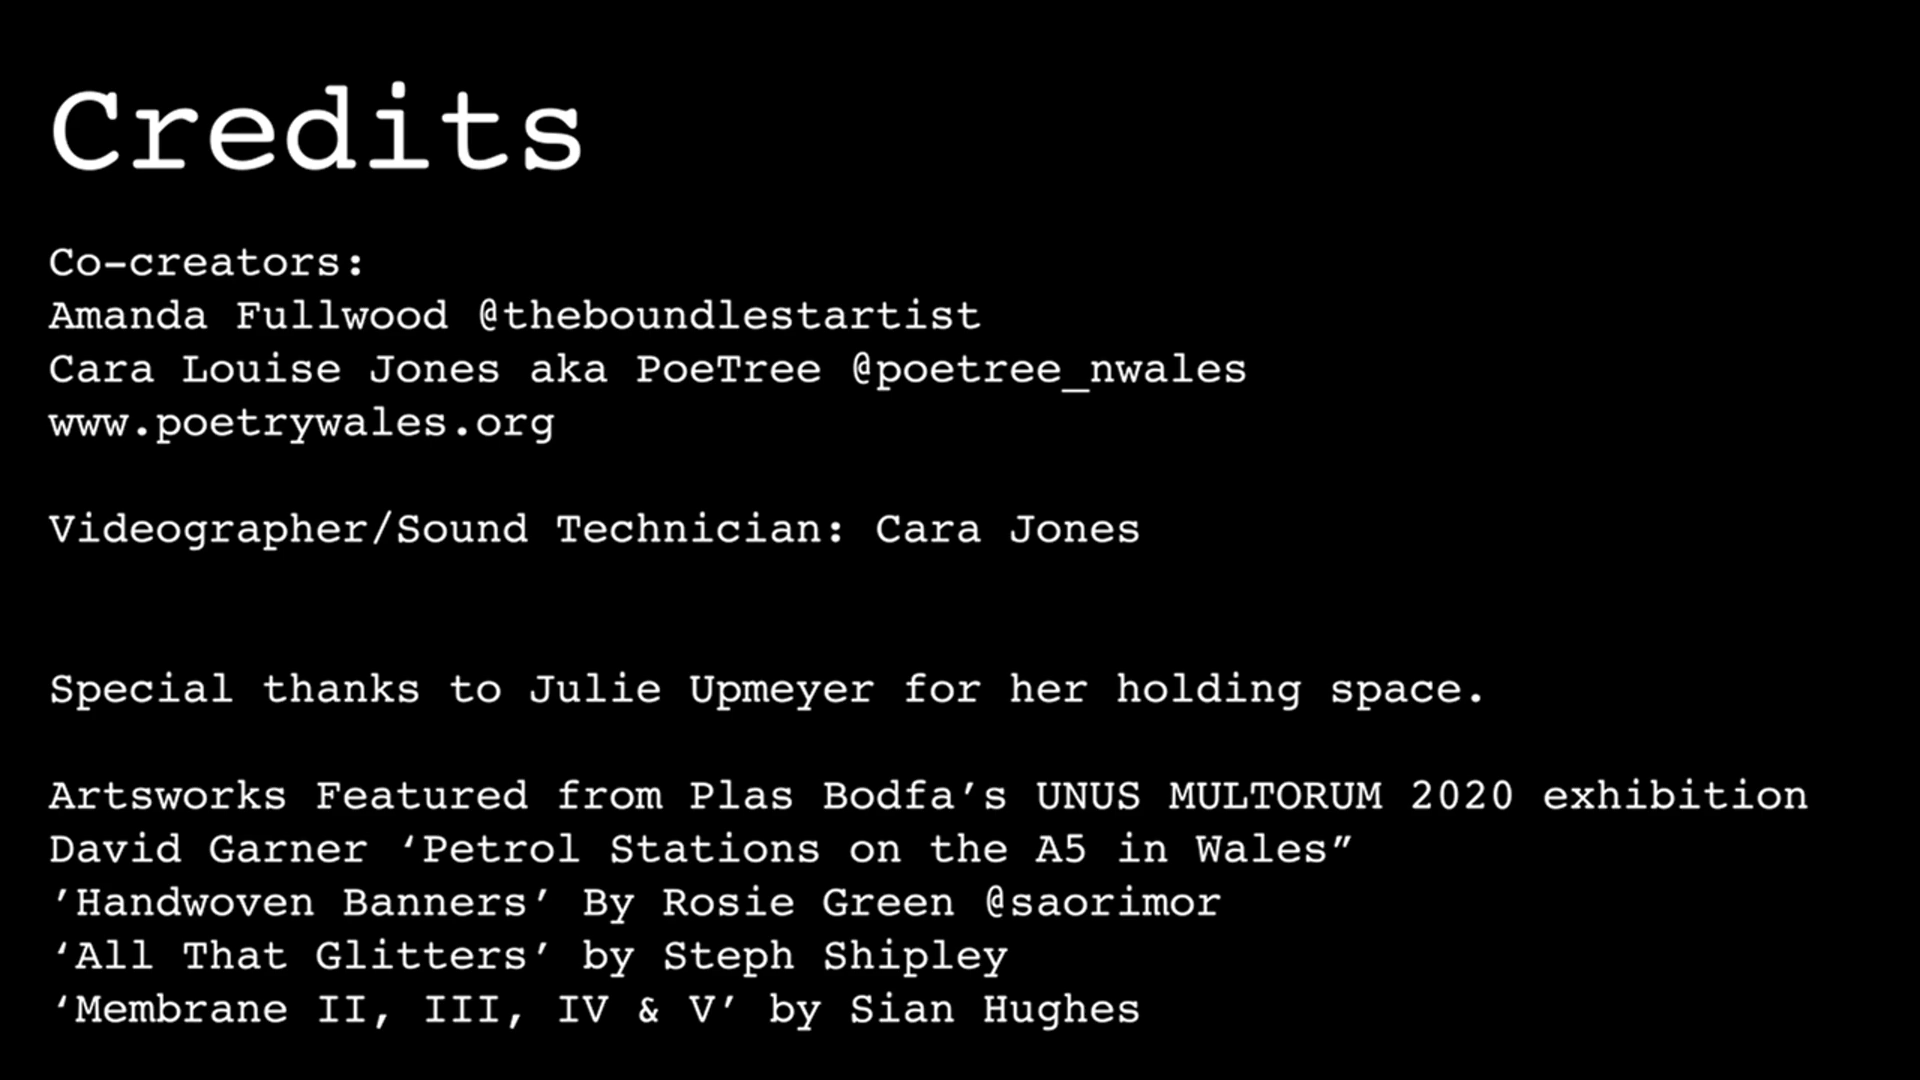 Credits
Co-creators:
Amanda Fullwood @theboundlestartist
Cara Louise Jones aka PoeTree @poetree_nwales
www.poetrywales.org
Videographer/Sound Technician: Cara Jones
Special thanks to Julie Upmeyer for her holding space.
Artsworks Featured from Plas Bodfa’s UNUS MULTORUM 2020 exhibition
David Garner ‘Petrol Stations on the A5 in Wales”
’Handwoven Banners’ By Rosie Green @saorimor
‘All That Glitters’ by Steph Shipley
‘Membrane II, III, IV & V’ by Sian Hughes